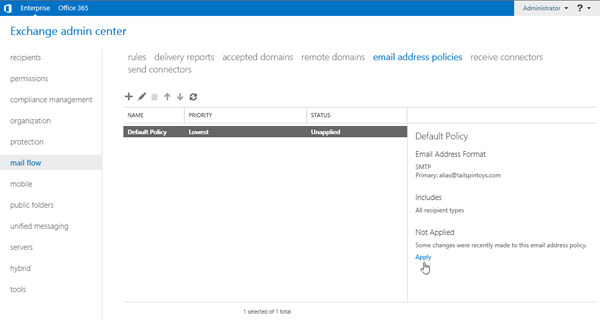 Enterprise Office 365
Administrator ?
Exchange admin center
recipients
permissions
compliance management
organization
protection
mail flow
mobile
public folders
unified messaging
servers
hybrid
tools
rules delivery reports accepted domains remote domains email address policies receive connectors
send connectors
NAME PRIORITY STATUS
Default Policy Lowest Unapplied
Default Policy
Email Address Format
SMTP
Primary: alias@tailspintoys.com
Includes
All recipient types
Not Applied
Some changes were recently made to this email address policy.
Apply
1 selected of 1 total